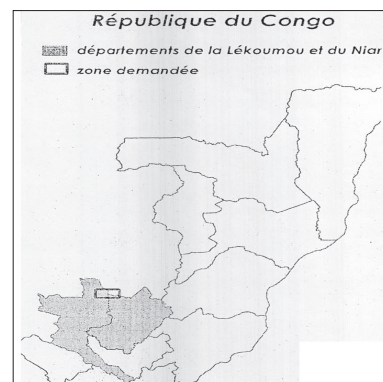 République du Congo
départements de la Lékoumou et du Niar
zone demandée